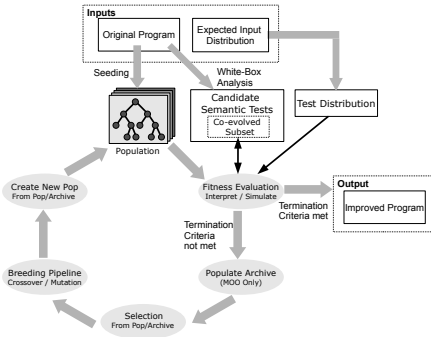 Inputs
Original Program
Expected Input
Distribution
Seeding
White-Box
Analysis
Candidate
Semantic Tests
Co-evolved
Subset
Test Distribution
Population
Create New Pop
From Pop/Archive
Fitness Evaluation
Interpret / Simulate
Output
Improved Program
Termination
Criteria met
Termination
Criteria
not met
Breeding Pipeline
Crossover / Mutation
Populate Archive
(MOO Only)
Selection
From Pop/Archive